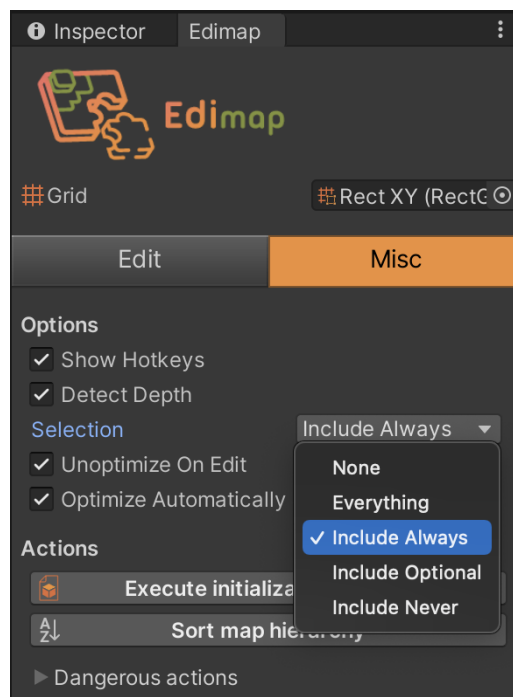 Inspector Edimap
Edimap
Grid Rect XY (RectG
Edit Misc
Options
Show Hotkeys
Detect Depth
Selection Include Always
Unoptimize On Edit
Optimize Automatically
None
Everything
Include Always
Include Optional
Include Never
Actions
Execute initializa
Sort map hierarchy
Dangerous actions